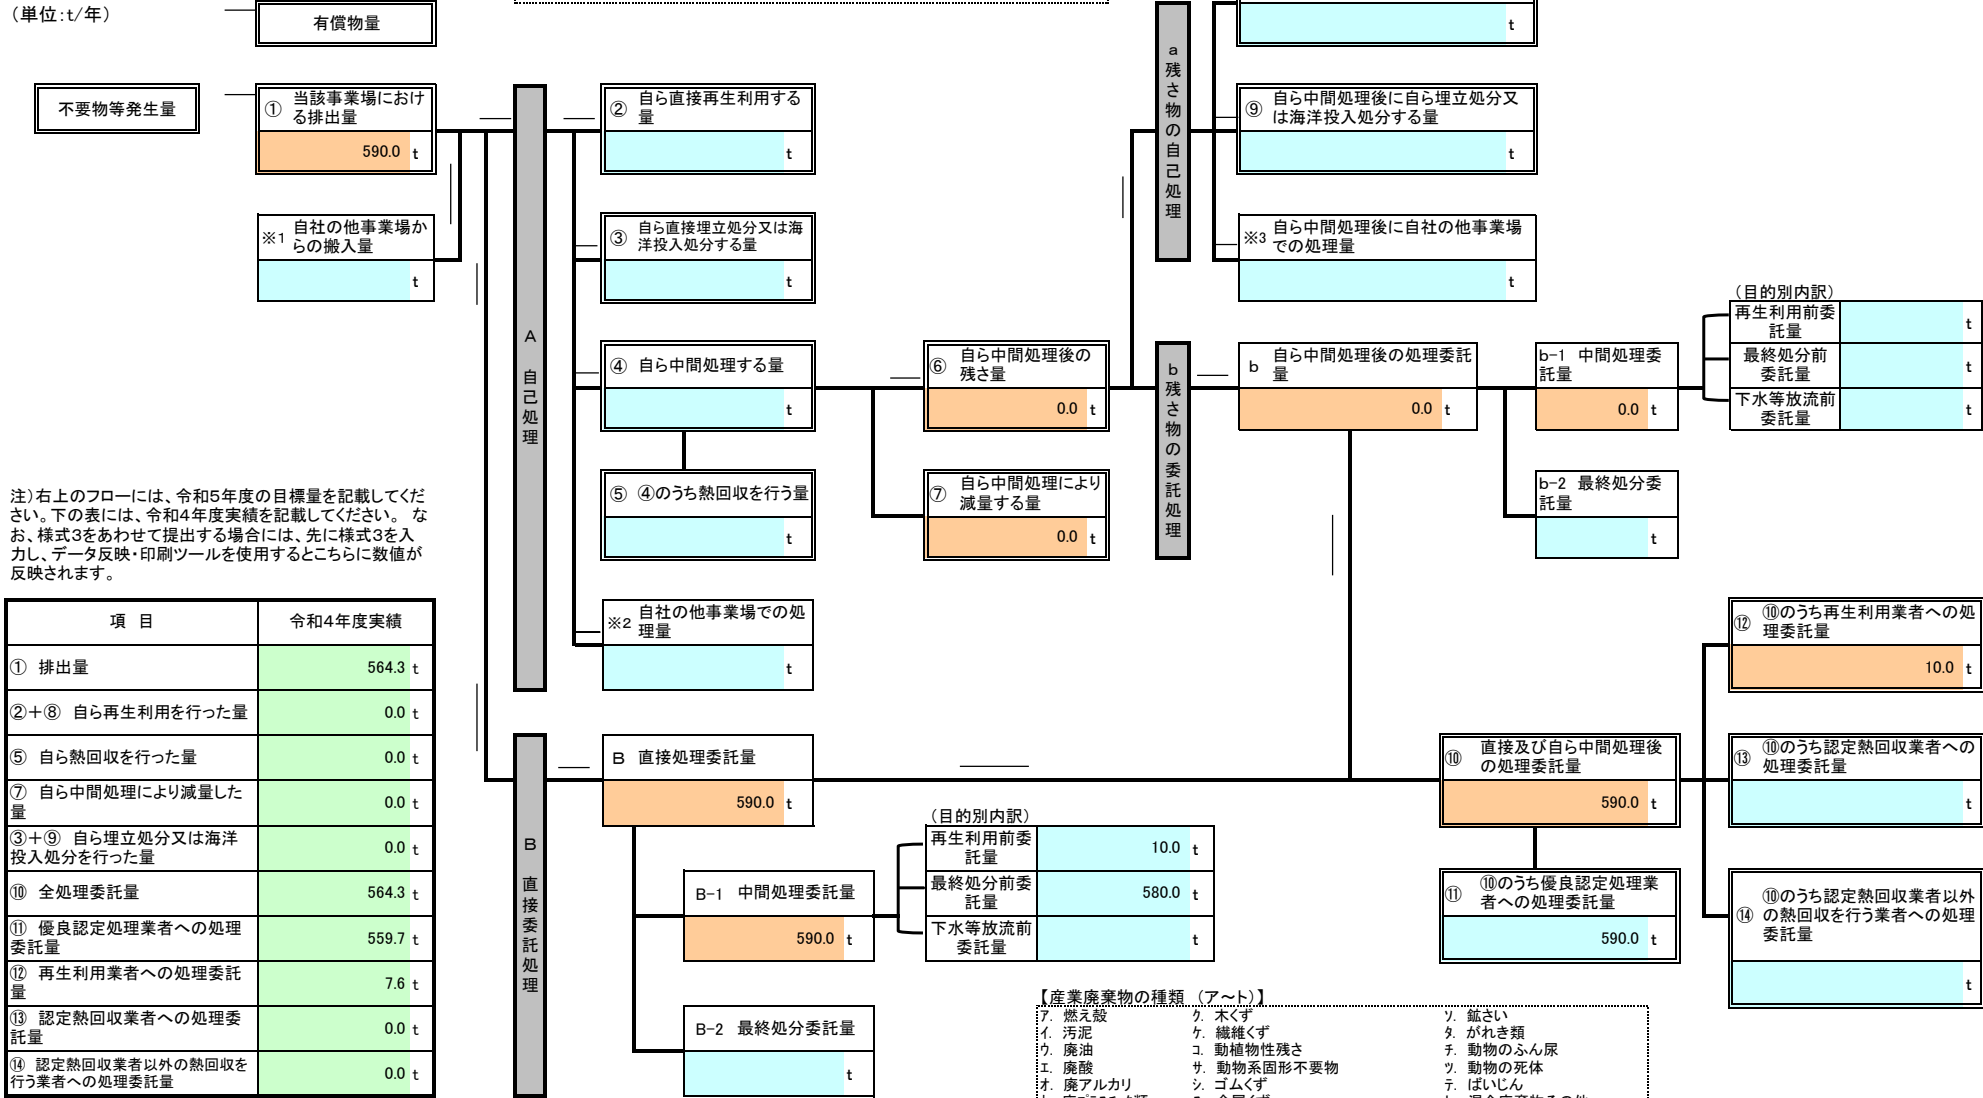 （単位：t/年）
有償物量
t
不要物等発生量
① 当該事業場におけ
る排出量
590.0 t
※1 自社の他事業場か
らの搬入量
t
A 自己処理
② 自ら直接再生利用する
量
t
③ 自ら直接埋立処分又は海
洋投入処分する量
t
④ 自ら中間処理する量
t
⑤ ④のうち熱回収を行う量
t
※2 自社の他事業場での処
理量
t
⑥ 自ら中間処理後の
残さ量
0.0 t
⑦ 自ら中間処理により
減量する量
0.0 t
a 残さ物の自己処理
⑨ 自ら中間処理後に自ら埋立処分又
は海洋投入処分する量
t
※3 自ら中間処理後に自社の他事業場
での処理量
t
b 残さ物の委託処理
b 自ら中間処理後の処理委託
量
0.0 t
b-1 中間処理委
託量
0.0 t
b-2 最終処分委
託量
t
（目的別内訳）
再生利用前委
託量
t
最終処分前
委託量
t
下水等放流前
委託量
t
注）右上のフローには、令和5年度の目標量を記載してくだ
さい。下の表には、令和4年度実績を記載してください。 な
お、様式3をあわせて提出する場合には、先に様式3を入
力し、データ反映・印刷ツールを使用するとこちらに数値が
反映されます。
項 目 令和4年度実績
① 排出量 564.3 t
②＋⑧ 自ら再生利用を行った量 0.0 t
⑤ 自ら熱回収を行った量 0.0 t
⑦ 自ら中間処理により減量した
量 0.0 t
③＋⑨ 自ら埋立処分又は海洋
投入処分を行った量 0.0 t
⑩ 全処理委託量 564.3 t
⑪ 優良認定処理業者への処理
委託量 559.7 t
⑫ 再生利用業者への処理委託
量 7.6 t
⑬ 認定熱回収業者への処理委
託量 0.0 t
⑭ 認定熱回収業者以外の熱回収を
行う業者への処理委託量 0.0 t
B 直接委託処理
B 直接処理委託量
590.0 t
B-1 中間処理委託量
590.0 t
B-2 最終処分委託量
t
（目的別内訳）
再生利用前委
託量
10.0 t
最終処分前委
託量
580.0 t
下水等放流前
委託量
t
⑩ 直接及び自ら中間処理後
の処理委託量
590.0 t
⑪ ⑩のうち優良認定処理業
者への処理委託量
590.0 t
⑫ ⑩のうち再生利用業者への処
理委託量
10.0 t
⑬ ⑩のうち認定熱回収業者への
処理委託量
t
⑭ ⑩のうち認定熱回収業者以外
の熱回収を行う業者への処理
委託量
t
【産業廃棄物の種類 （ア～ト）】
ｱ. 燃え殻 ｸ. 木くず ｿ. 鉱さい
ｲ. 汚泥 ｹ. 繊維くず ﾀ. がれき類
ｳ. 廃油 ｺ. 動植物性残さ ﾁ. 動物のふん尿
ｴ. 廃酸 ｻ. 動物系固形不要物 ﾂ. 動物の死体
ｵ. 廃アルカリ ｼ. ゴムくず ﾃ. ばいじん